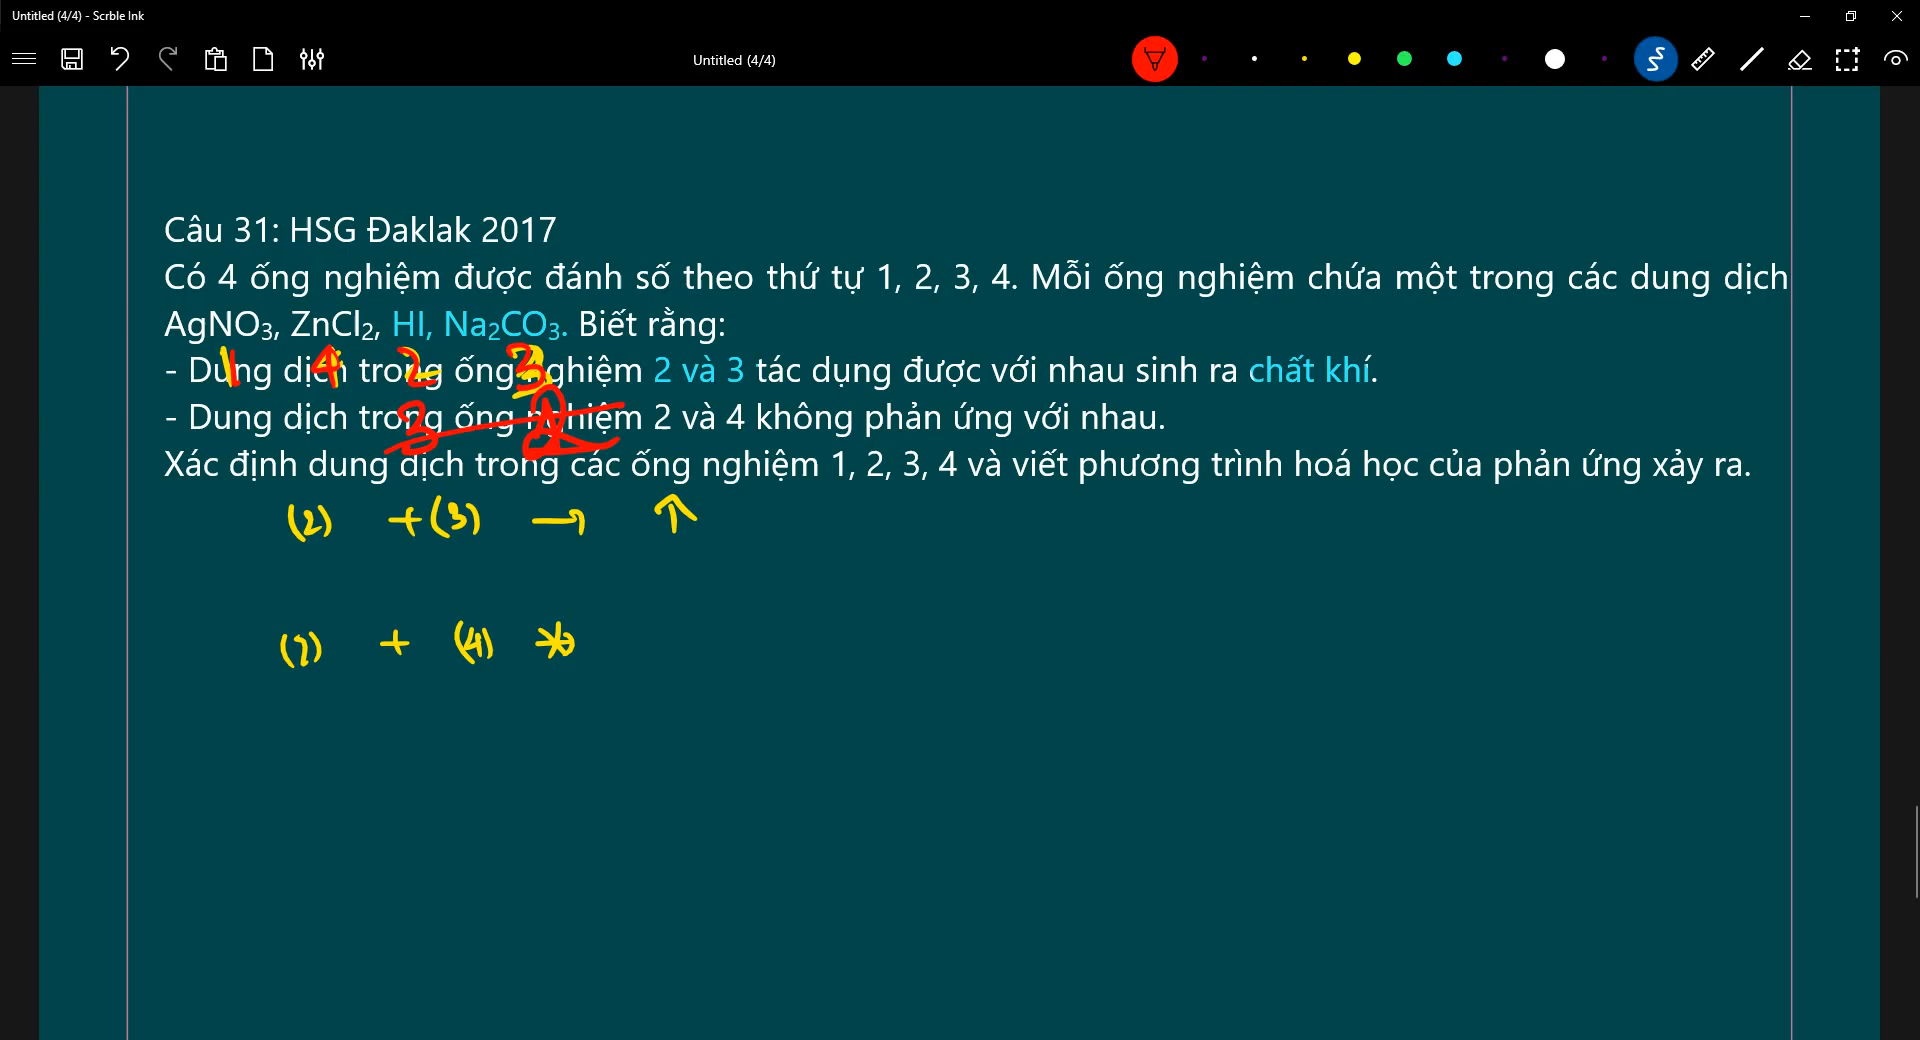 Untitled (4/4) - Scrble Ink
Untitled (4/4)
Câu 31: HSG Đaklak 2017
Có 4 ống nghiệm được đánh số theo thứ tự 1, 2, 3, 4. Mỗi ống nghiệm chứa một trong các dung dịch
AgNO₃, ZnCl₂, HI, Na₂CO₃. Biết rằng:
1 4 2 3
- Dung dịch trong ống nghiệm 2 và 3 tác dụng được với nhau sinh ra chất khí.
- Dung dịch trong ống nghiệm 2 và 4 không phản ứng với nhau.
3
Xác định dung dịch trong các ống nghiệm 1, 2, 3, 4 và viết phương trình hoá học của phản ứng xảy ra.
(2) + (3) → ↑
(2) + (4)